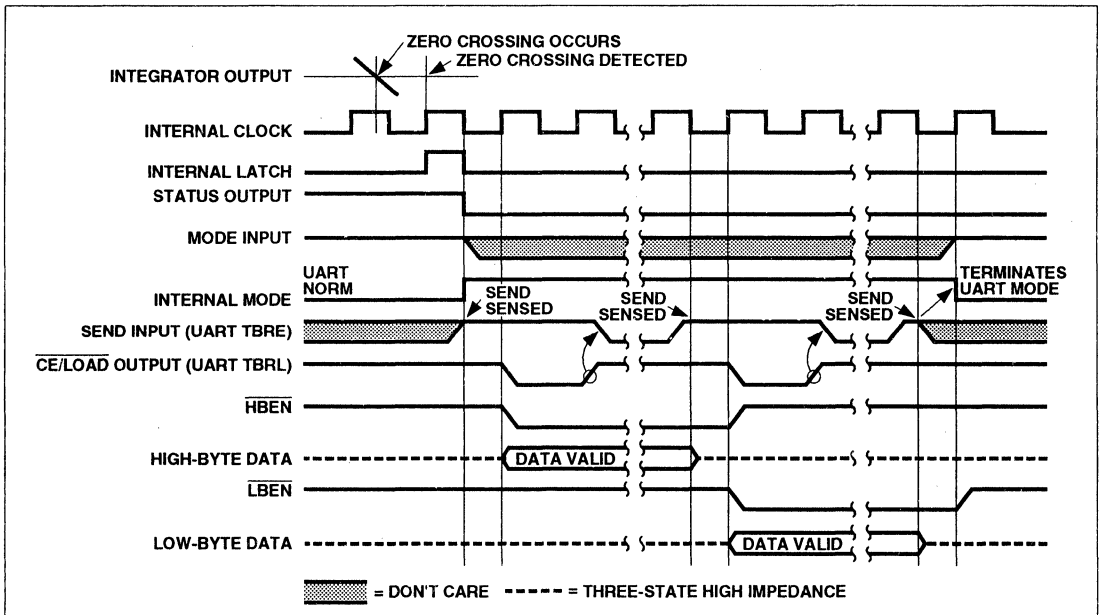 ZERO CROSSING OCCURS
ZERO CROSSING DETECTED
INTEGRATOR OUTPUT
INTERNAL CLOCK
INTERNAL LATCH
STATUS OUTPUT
MODE INPUT
UART
NORM
TERMINATES
UART MODE
INTERNAL MODE
SEND
SENSED
SEND
SENSED
SEND
SENSED
SEND INPUT (UART TBRE)
CE/LOAD OUTPUT (UART TBRL)
HBEN
HIGH-BYTE DATA
DATA VALID
LBEN
LOW-BYTE DATA
DATA VALID
= DON'T CARE
= THREE-STATE HIGH IMPEDANCE